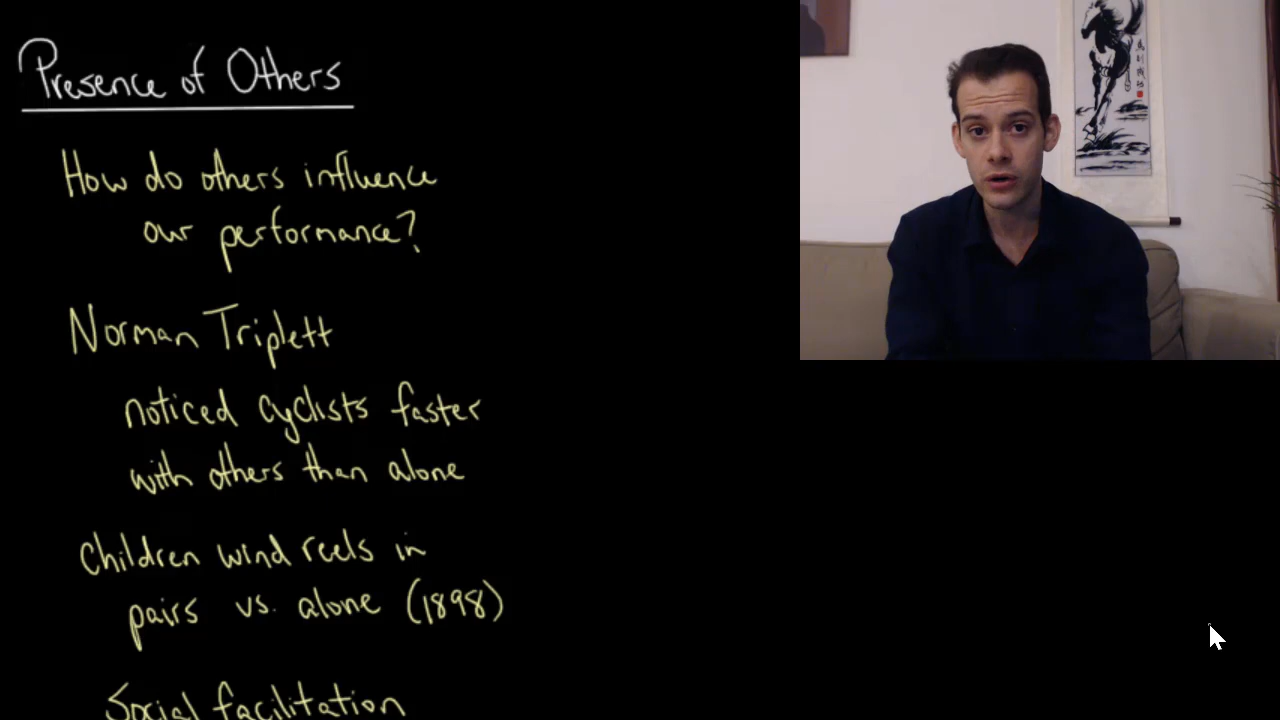 Presence of Others
How do others influence
our performance?
Norman Triplett
noticed cyclists faster
with others than alone
Children wind reels in
pairs vs. alone (1898)
Social facilitation